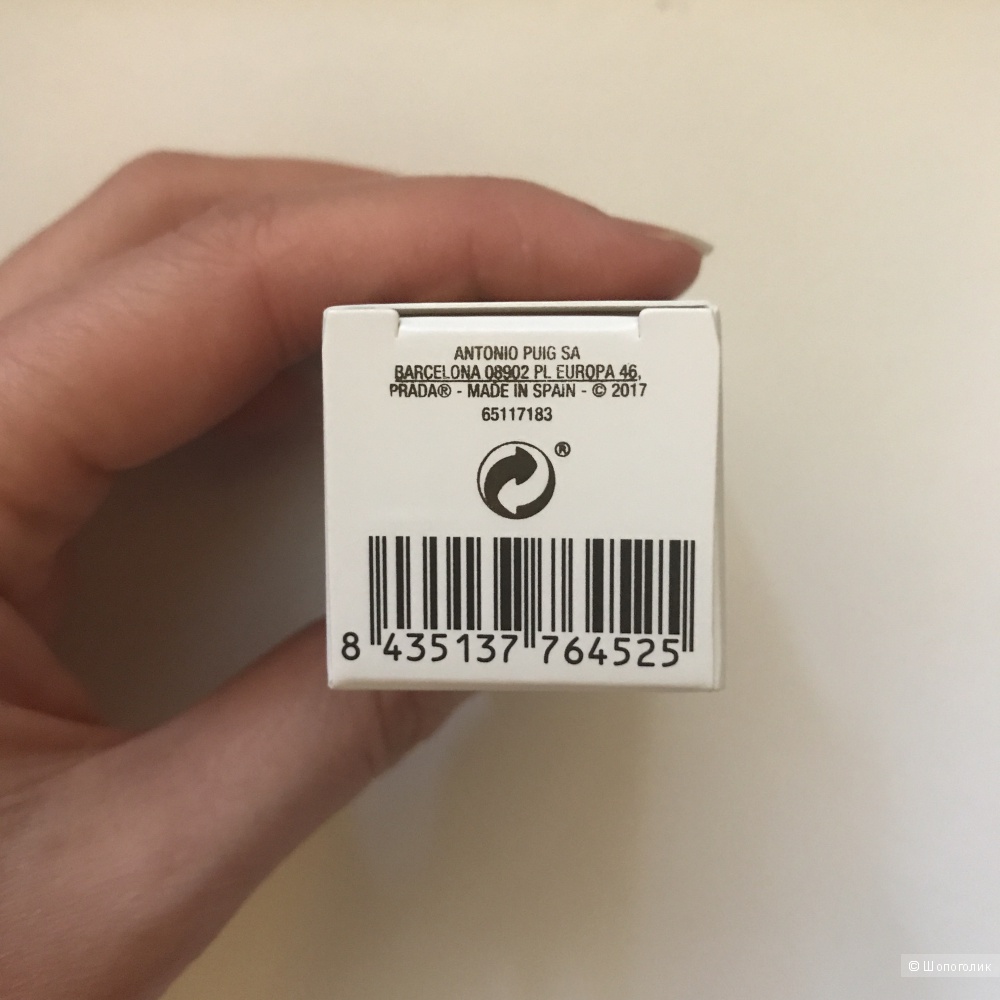 ANTONIO PUIG SA
BARCELONA 08902 PL EUROPA 46,
PRADA® - MADE IN SPAIN - © 2017
65117183
®
8 435137 764525
© Шопоголик